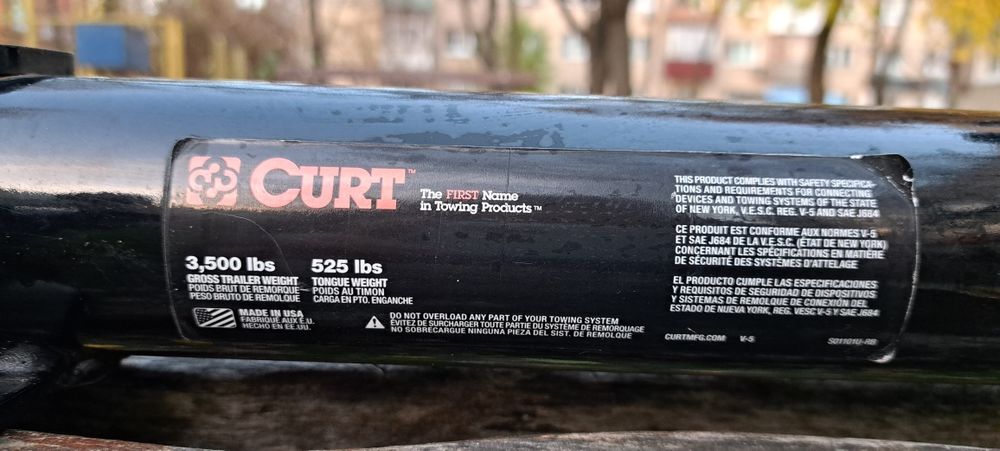 CURT™
The FIRST Name
in Towing Products™
3,500 lbs
GROSS TRAILER WEIGHT
POIDS BRUT DE REMORQUE
PESO BRUTO DE REMOLQUE
525 lbs
TONGUE WEIGHT
POIDS AU TIMON
CARGA EN PTO. ENGANCHE
MADE IN USA
FABRIQUÉ AUX É.U.
HECHO EN EE.UU.
DO NOT OVERLOAD ANY PART OF YOUR TOWING SYSTEM
ÉVITEZ DE SURCHARGER TOUTE PARTIE DU SYSTÈME DE REMORQUAGE
NO SOBRECARGUE NINGUNA PIEZA DEL SIST. DE REMOLQUE
THIS PRODUCT COMPLIES WITH SAFETY SPECIFICA-
TIONS AND REQUIREMENTS FOR CONNECTING
DEVICES AND TOWING SYSTEMS OF THE STATE
OF NEW YORK, V.E.S.C. REG. V-5 AND SAE J684
CE PRODUIT EST CONFORME AUX NORMES V-5
ET SAE J684 DE LA V.E.S.C. (ÉTAT DE NEW YORK)
CONCERNANT LES SPÉCIFICATIONS EN MATIÈRE
DE SÉCURITÉ DES SYSTÈMES D'ATTELAGE
EL PRODUCTO CUMPLE LAS ESPECIFICACIONES
Y REQUISITOS DE SEGURIDAD DE DISPOSITIVOS
Y SISTEMAS DE REMOLQUE DE CONEXIÓN DEL
ESTADO DE NUEVA YORK, REG. VESC V-5 Y SAE J684
CURTMFG.COM V-5 S01101U-RB